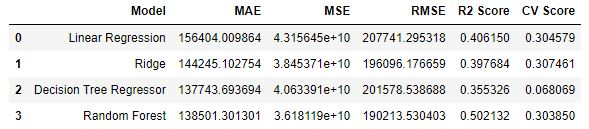 Model MAE MSE RMSE R2 Score CV Score
0 Linear Regression 156404.009864 4.315645e+10 207741.295318 0.406150 0.304579
1 Ridge 144245.102754 3.845371e+10 196096.176659 0.397684 0.307461
2 Decision Tree Regressor 137743.693694 4.063391e+10 201578.538688 0.355326 0.068069
3 Random Forest 138501.301301 3.618119e+10 190213.530403 0.502132 0.303850